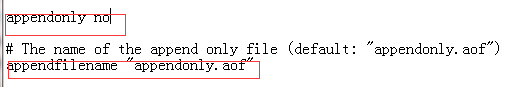 appendonly no
# The name of the append only file (default: "appendonly.aof")
appendfilename "appendonly.aof"